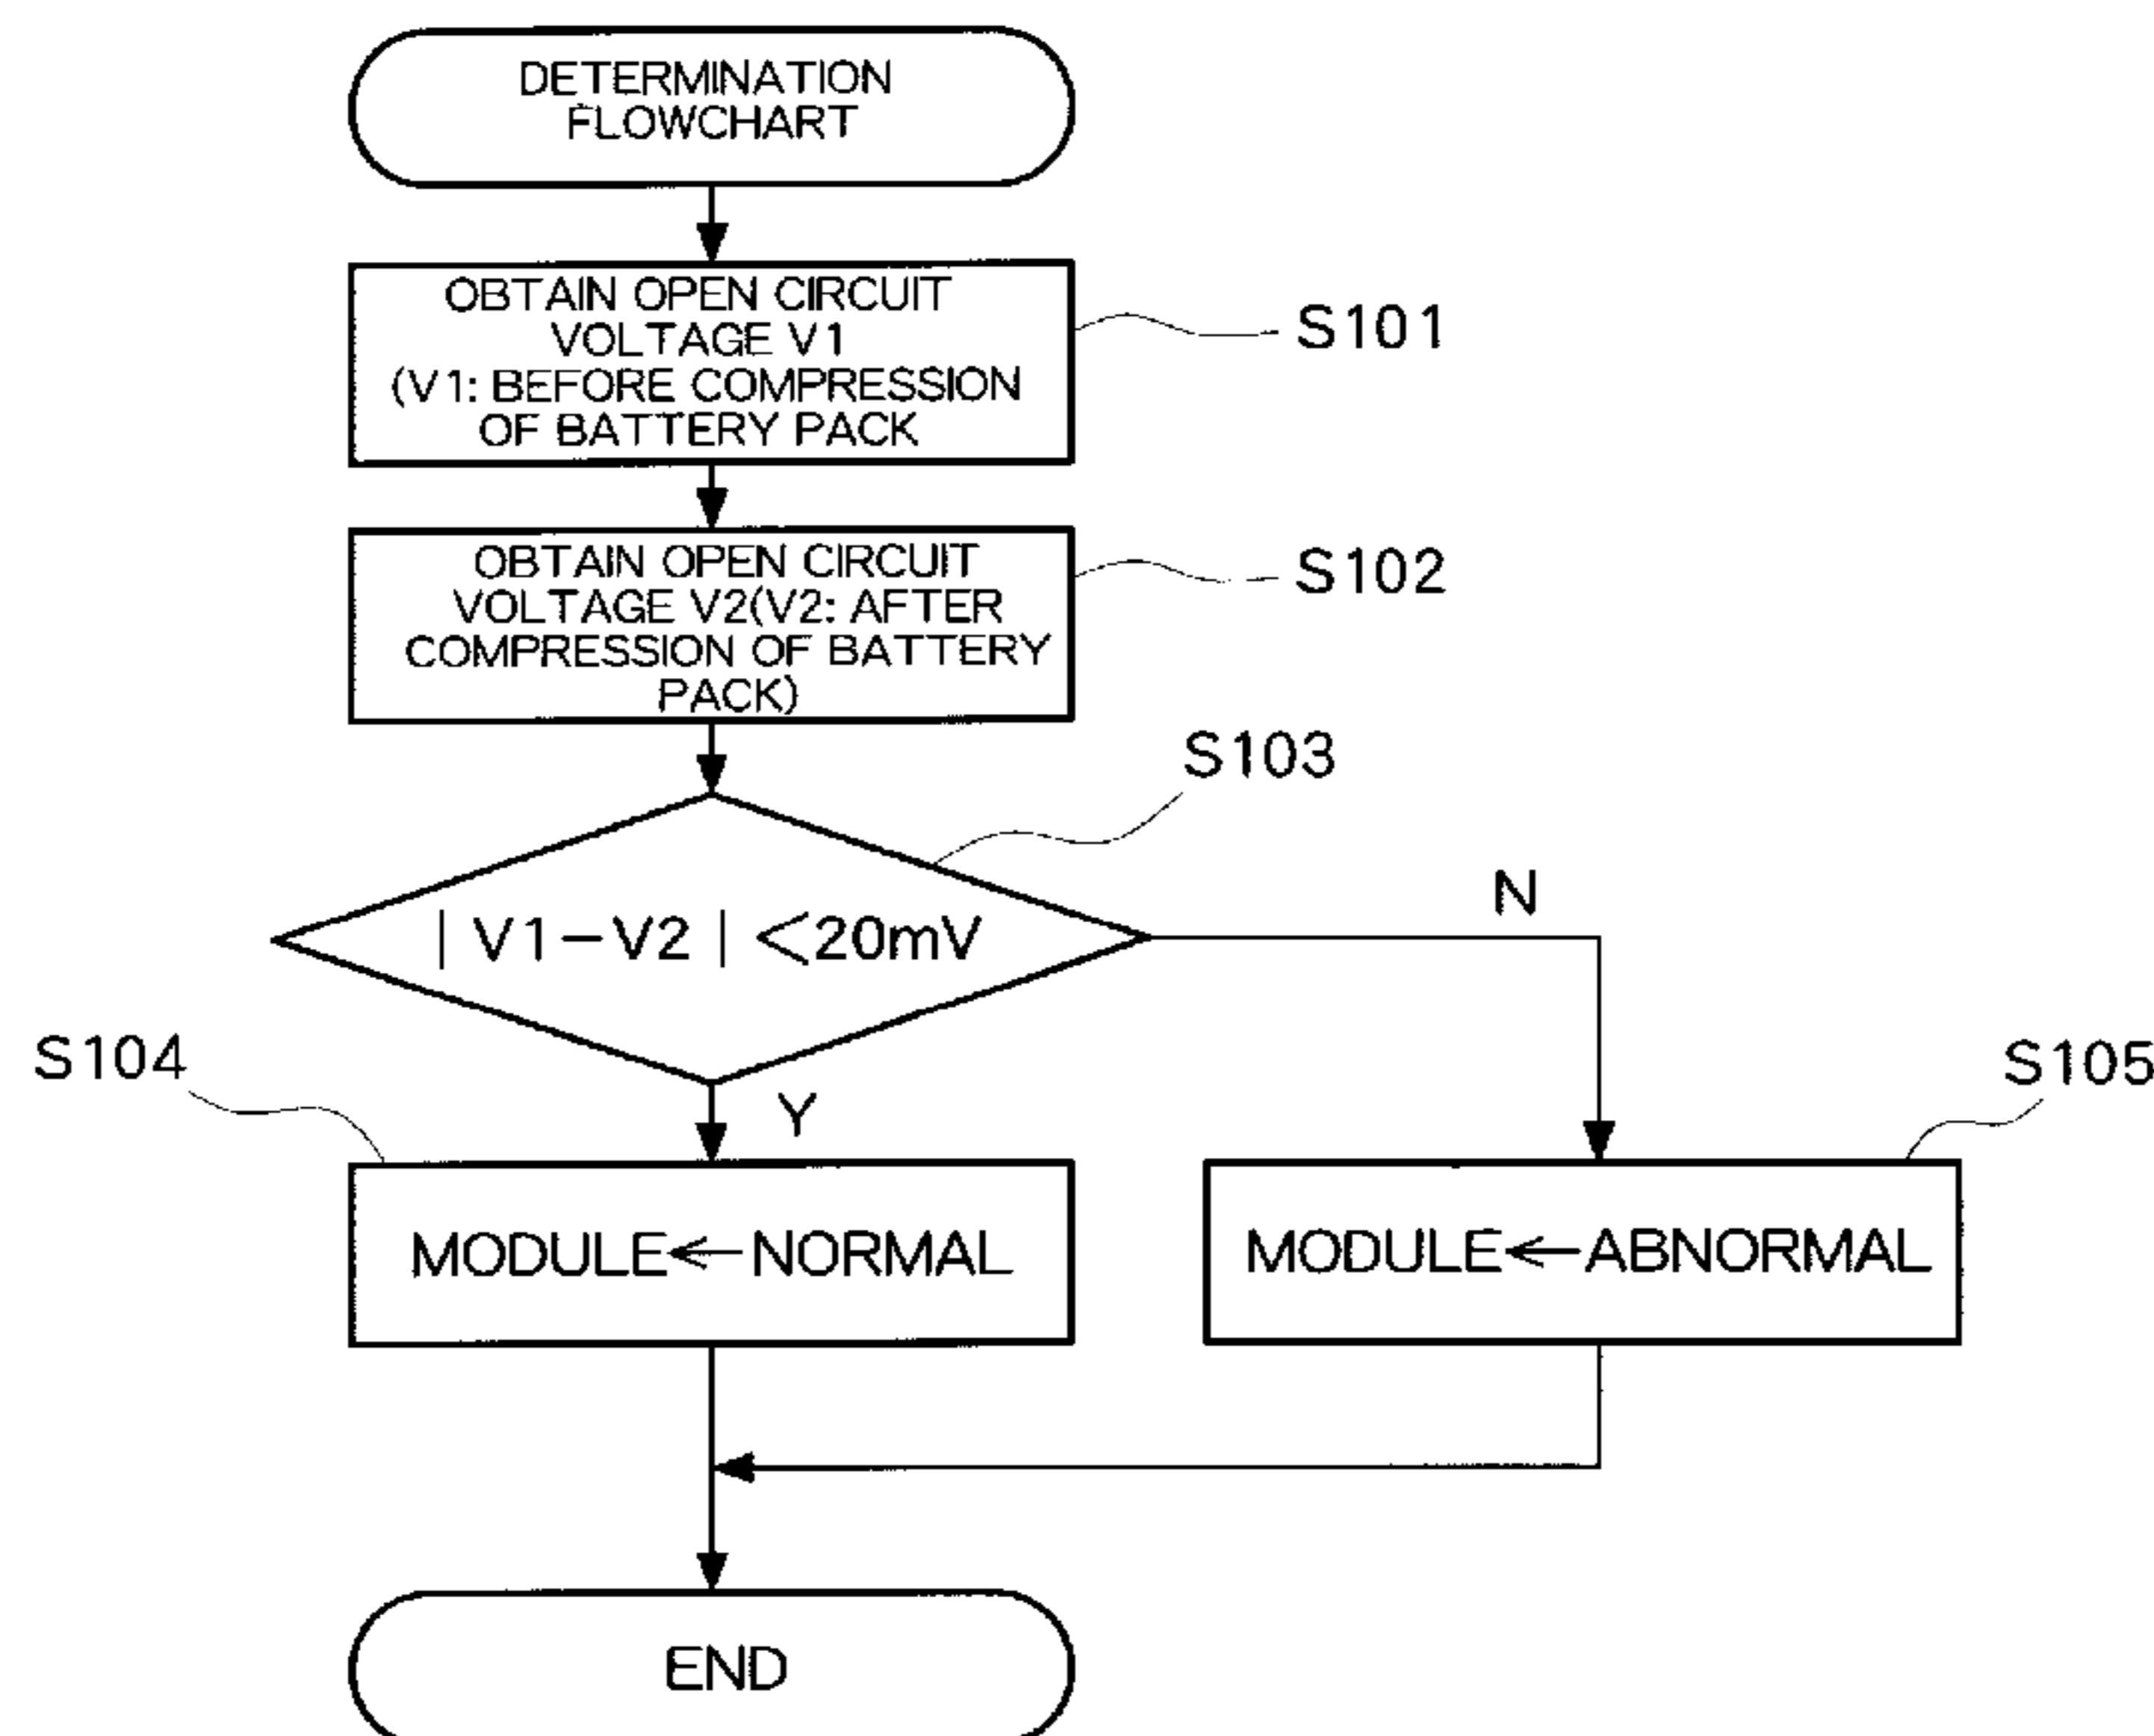 DETERMINATION
FLOWCHART
OBTAIN OPEN CIRCUIT
VOLTAGE V1
(V1: BEFORE COMPRESSION
OF BATTERY PACK
S101
OBTAIN OPEN CIRCUIT
VOLTAGE V2(V2: AFTER
COMPRESSION OF BATTERY
PACK)
S102
S103
| V1-V2 | <20mV
N
Y
S104
MODULE←NORMAL
S105
MODULE←ABNORMAL
END